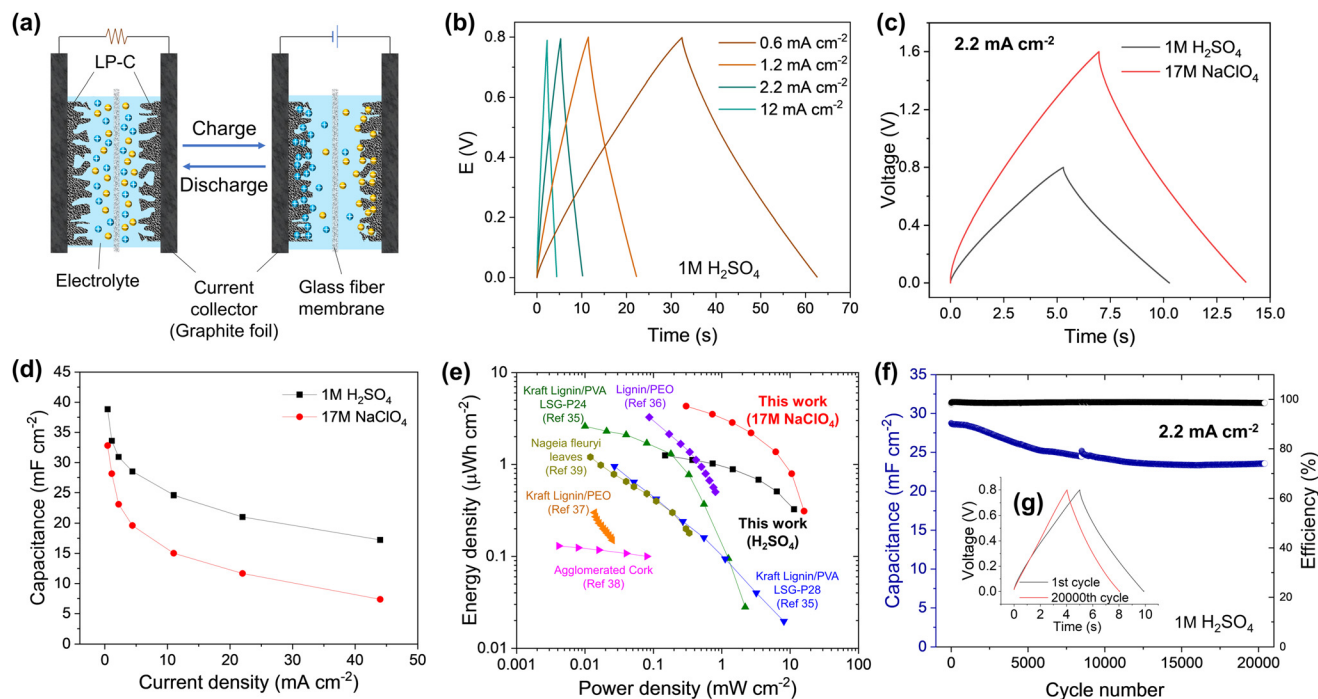 (a)
LP-C
Charge
Discharge
Electrolyte
Current
collector
(Graphite foil)
Glass fiber
membrane
(b)
E (V)
0.8
0.6
0.4
0.2
0.0
0.6 mA cm⁻²
1.2 mA cm⁻²
2.2 mA cm⁻²
12 mA cm⁻²
1M H₂SO₄
0 10 20 30 40 50 60 70
Time (s)
(c)
2.2 mA cm⁻²
1M H₂SO₄
17M NaClO₄
Voltage (V)
1.6
1.2
0.8
0.4
0.0
0.0 2.5 5.0 7.5 10.0 12.5 15.0
Time (s)
(d)
Capacitance (mF cm⁻²)
45
40
35
30
25
20
15
10
5
0
1M H₂SO₄
17M NaClO₄
0 10 20 30 40 50
Current density (mA cm⁻²)
(e)
Energy density (µWh cm⁻²)
10
1
0.1
0.01
Kraft Lignin/PVA
LSG-P24
(Ref 35)
Lignin/PEO
(Ref 36)
This work
(17M NaClO₄)
Nageia fleuryi
leaves
(Ref 39)
Kraft Lignin/PEO
(Ref 37)
This work
(H₂SO₄)
Agglomerated Cork
(Ref 38)
Kraft Lignin/PVA
LSG-P28
(Ref 35)
0.001 0.01 0.1 1 10 100
Power density (mW cm⁻²)
(f)
Capacitance (mF cm⁻²)
35
30
25
20
15
10
5
0
2.2 mA cm⁻²
(g)
Voltage (V)
0.8
0.6
0.4
0.2
0.0
1st cycle
20000th cycle
0 2 4 6 8 10
Time (s)
1M H₂SO₄
100
80
60
40
20
0
Efficiency (%)
0 5000 10000 15000 20000
Cycle number